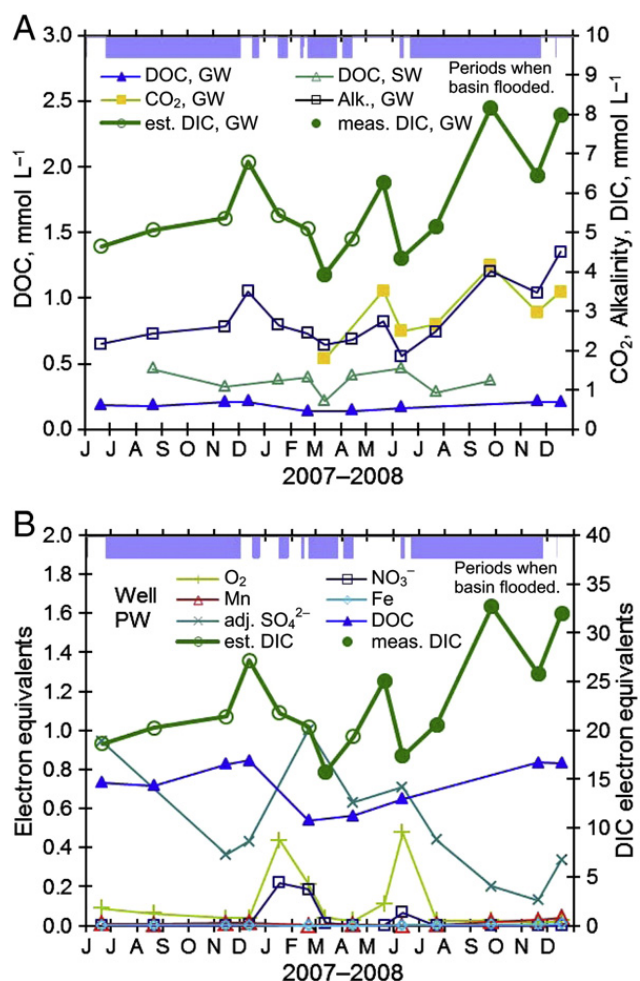 A
3.0
10
DOC, GW
DOC, SW
Periods when
basin flooded.
CO₂, GW
Alk., GW
est. DIC, GW
meas. DIC, GW
2.5
2.0
1.5
1.0
0.5
0.0
9
8
7
6
5
4
3
2
1
0
DOC, mmol L⁻¹
CO₂, Alkalinity, DIC, mmol L⁻¹
J J A S O N D J F M A M J J A S O N D
2007–2008
B
2.0
40
Well
PW
O₂
NO₃⁻
Periods when
basin flooded.
Mn
Fe
adj. SO₄²⁻
DOC
est. DIC
meas. DIC
1.8
1.6
1.4
1.2
1.0
0.8
0.6
0.4
0.2
0.0
35
30
25
20
15
10
5
0
Electron equivalents
DIC electron equivalents
J J A S O N D J F M A M J J A S O N D
2007–2008